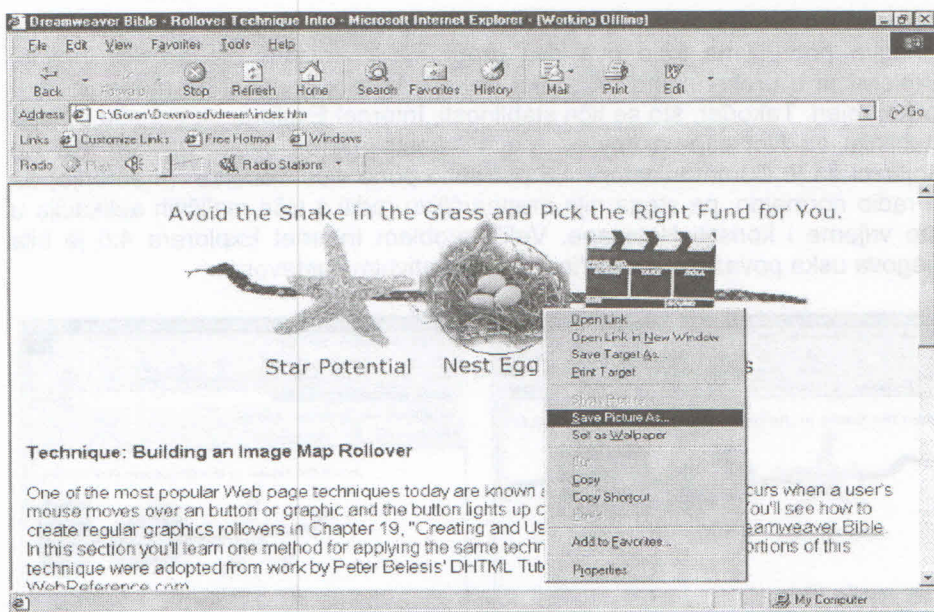 Dreamweaver Bible - Rollover Technique Intro - Microsoft Internet Explorer - [Working Offline]
File Edit View Favorites Tools Help
Back Forward Stop Refresh Home Search Favorites History Mail Print Edit
Address C:\Goran\Download\dream\index.htm Go
Links Customize Links Free Hotmail Windows
Radio Play Radio Stations
Avoid the Snake in the Grass and Pick the Right Fund for You.
Star Potential Nest Egg s
Open Link
Open Link in New Window
Save Target As...
Print Target
Show Picture
Save Picture As...
Set as Wallpaper
Cut
Copy
Copy Shortcut
Paste
Add to Favorites...
Properties
Technique: Building an Image Map Rollover
One of the most popular Web page techniques today are known a curs when a user's
mouse moves over an button or graphic and the button lights up o You'll see how to
create regular graphics rollovers in Chapter 19, "Creating and Us eamweaver Bible.
In this section you'll learn one method for applying the same techn ortions of this
technique were adopted from work by Peter Belesis' DHTML Tut
WebReference.com
My Computer